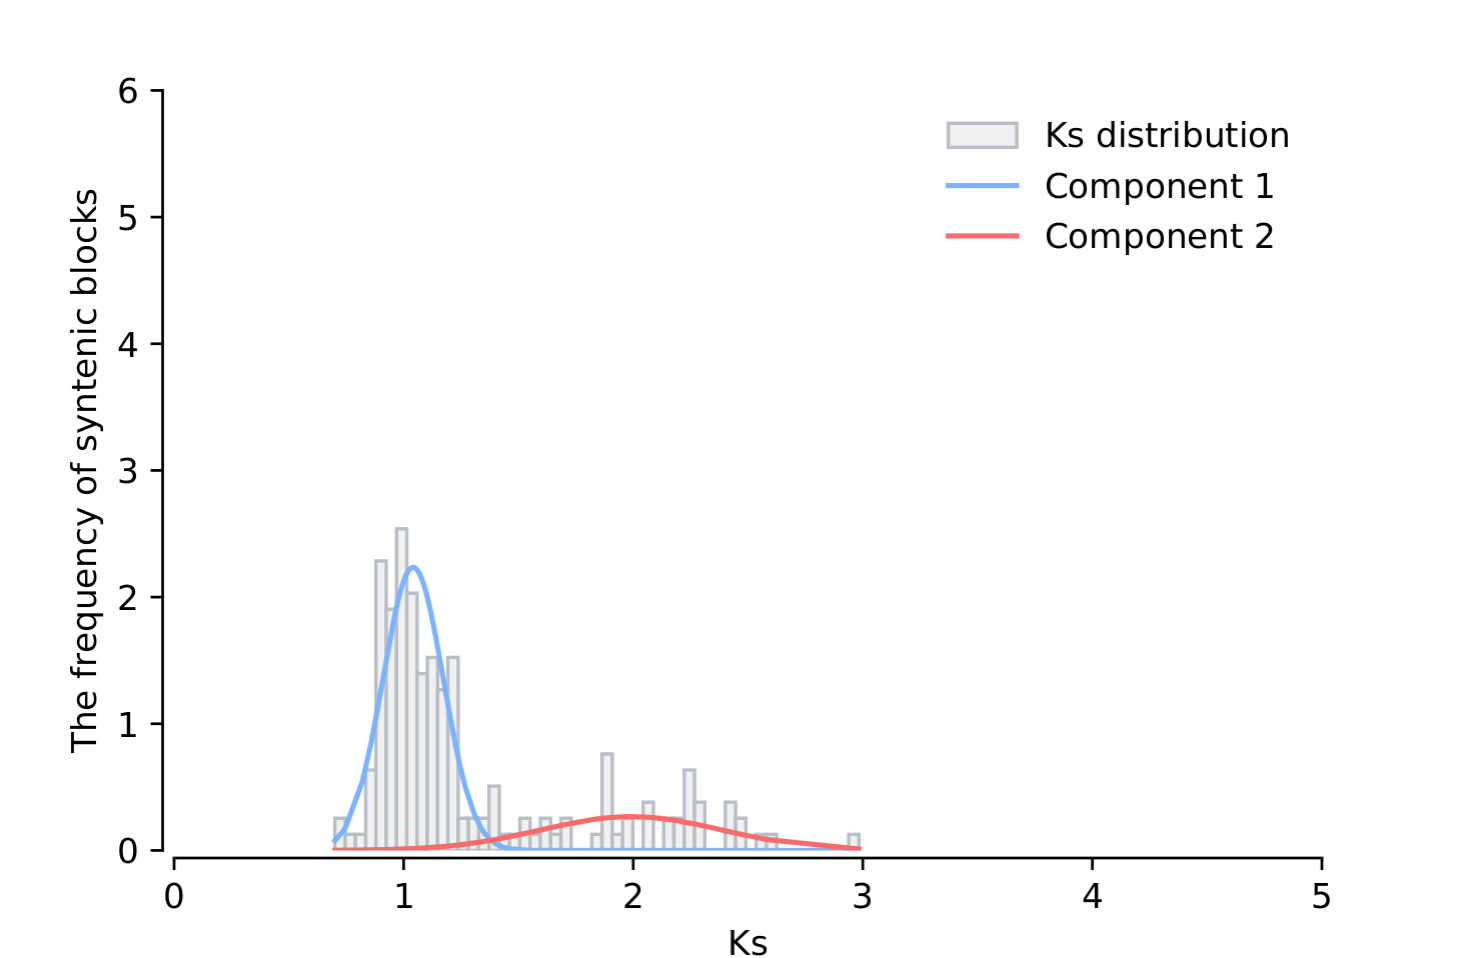 6
5
4
3
2
1
0
The frequency of syntenic blocks
Ks distribution
Component 1
Component 2
0 1 2 3 4 5
Ks